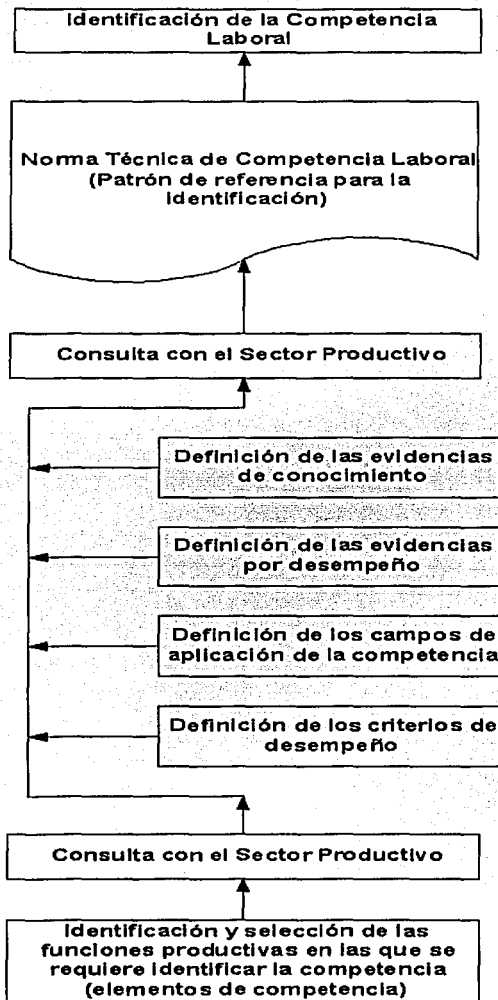 Identificación de la Competencia
Laboral
Norma Técnica de Competencia Laboral
(Patrón de referencia para la
Identificación)
Consulta con el Sector Productivo
Definición de las evidencias
de conocimiento
Definición de las evidencias
por desempeño
Definición de los campos de
aplicación de la competencia
Definición de los criterios de
desempeño
Consulta con el Sector Productivo
Identificación y selección de las
funciones productivas en las que se
requiere identificar la competencia
(elementos de competencia)